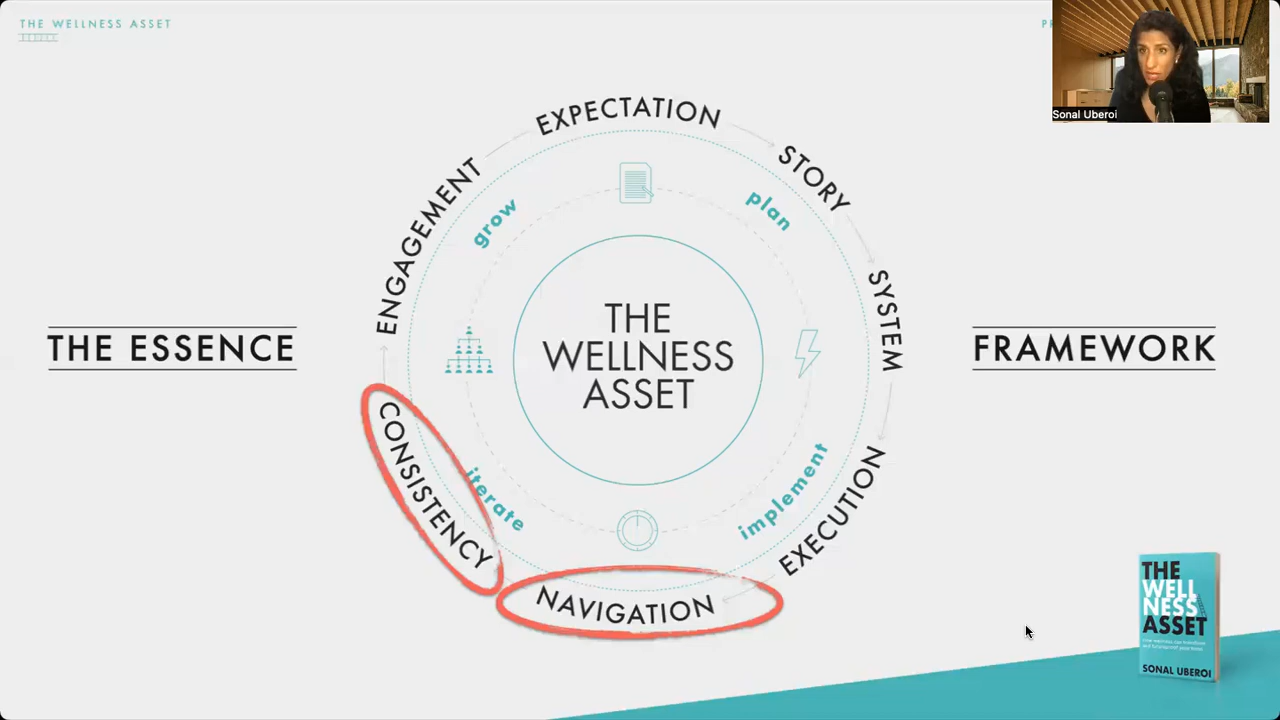 THE WELLNESS ASSET
Sonal Uberoi
EXPECTATION
STORY
SYSTEM
EXECUTION
NAVIGATION
CONSISTENCY
ENGAGEMENT
grow
plan
implement
iterate
THE
WELLNESS
ASSET
THE ESSENCE
FRAMEWORK
THE
WELL
NESS
ASSET
SONAL UBEROI